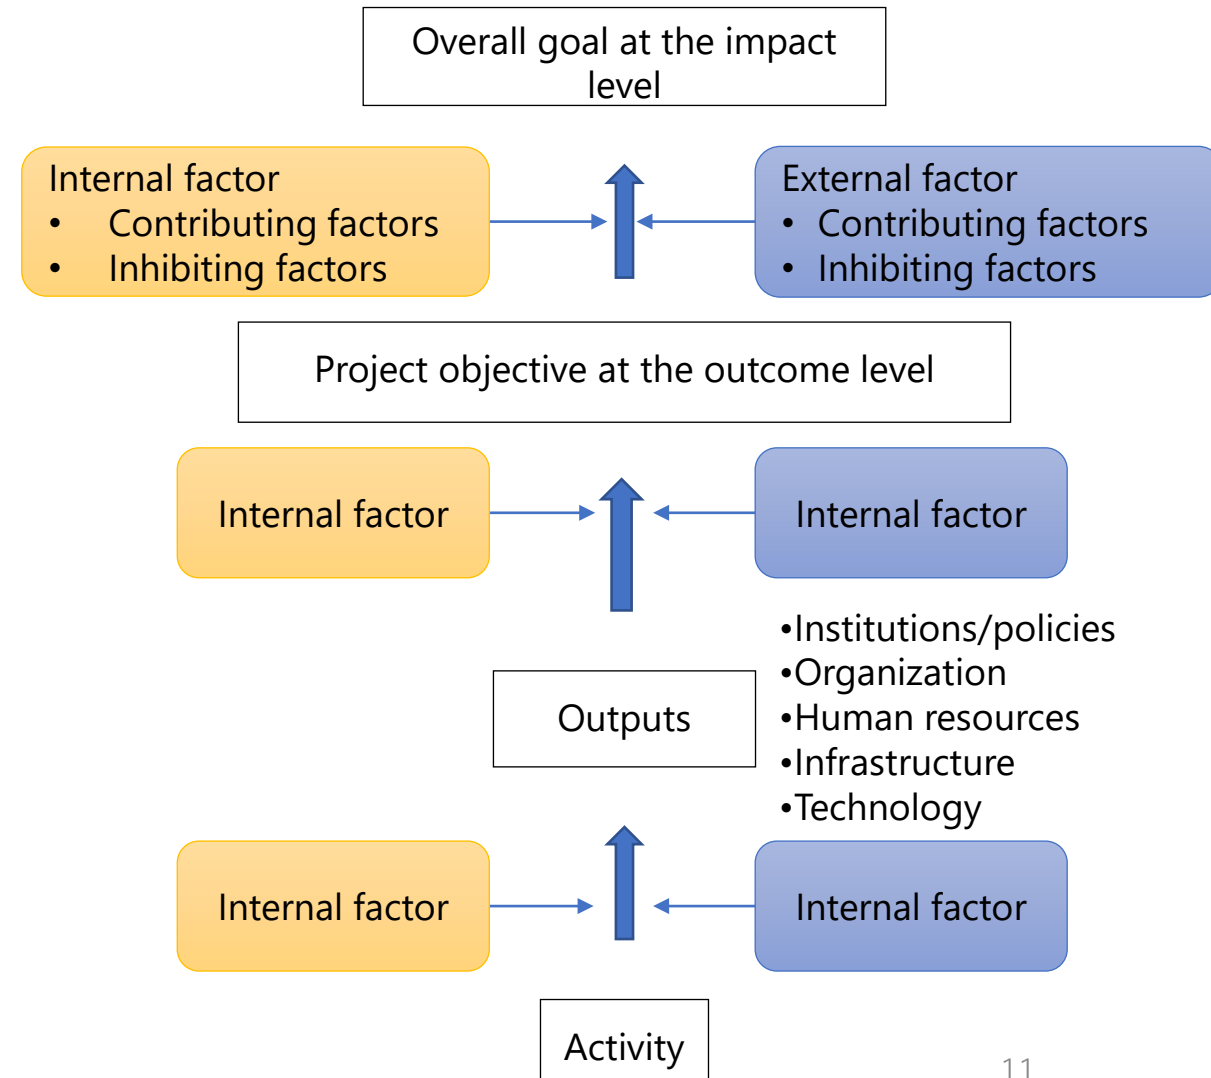 Overall goal at the impact
level
Internal factor
• Contributing factors
• Inhibiting factors
External factor
• Contributing factors
• Inhibiting factors
Project objective at the outcome level
Internal factor
Internal factor
•Institutions/policies
•Organization
•Human resources
•Infrastructure
•Technology
Outputs
Internal factor
Internal factor
Activity
11